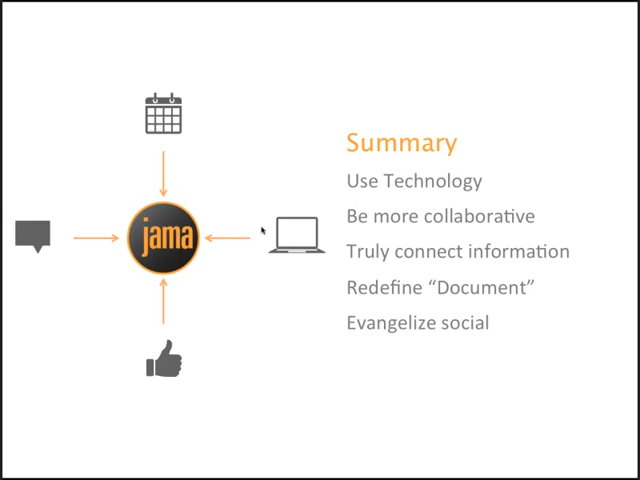 jama
Summary
Use Technology
Be more collaborative
Truly connect information
Redefine “Document”
Evangelize social